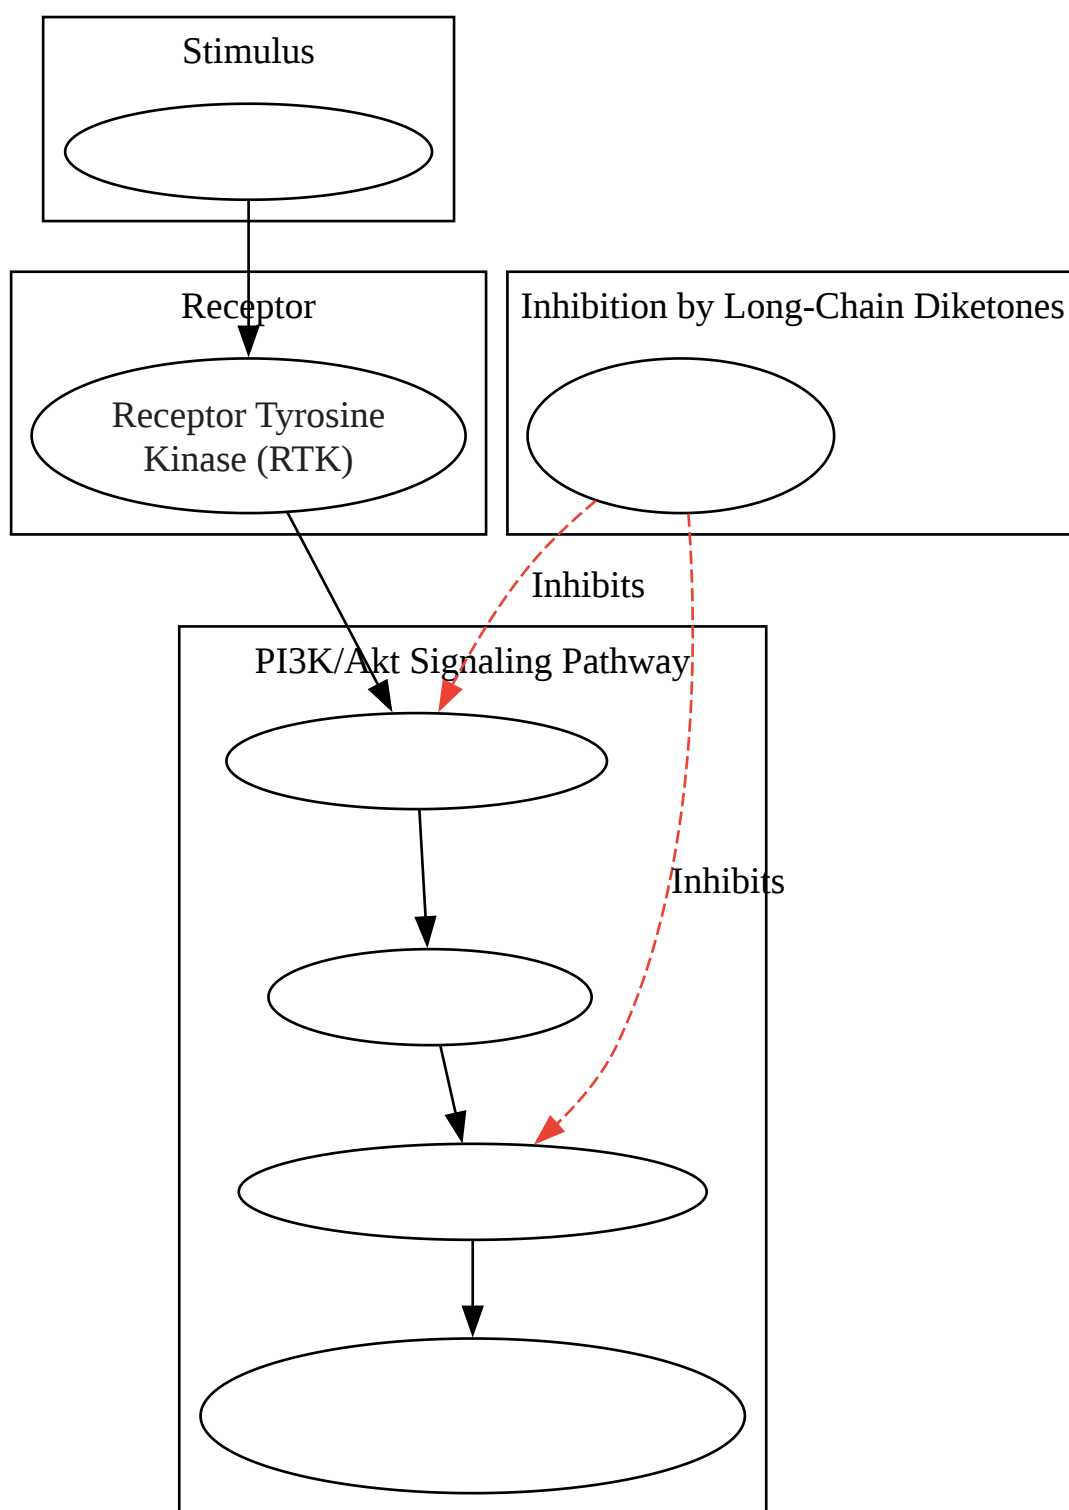 Stimulus
Receptor
Inhibition by Long-Chain Diketones
Receptor Tyrosine
Kinase (RTK)
Inhibits
PI3K/Akt Signaling Pathway
Inhibits